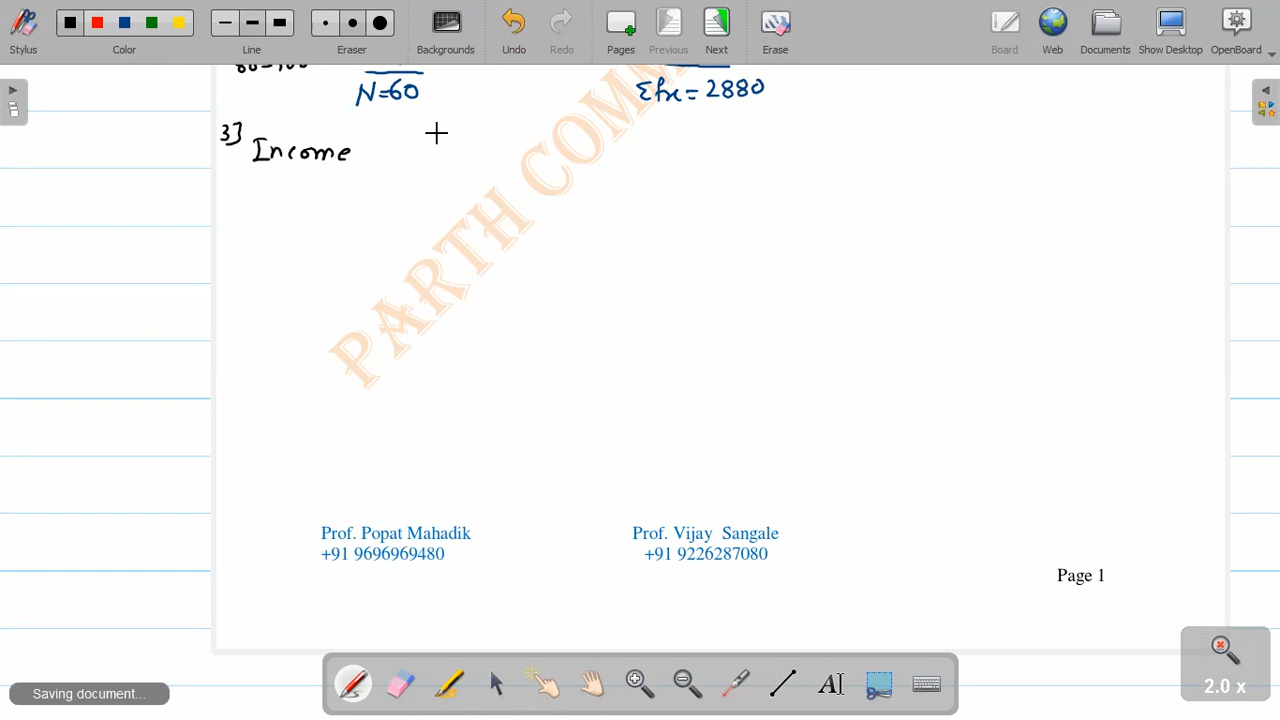 Stylus Color Line Eraser Backgrounds Undo Redo Pages Previous Next Erase Board Web Documents Show Desktop OpenBoard
N=60 Σfx = 2880
3] Income
PARTH COMM
Prof. Popat Mahadik Prof. Vijay Sangale
+91 9696969480 +91 9226287080
Page 1
Saving document...
2.0 x